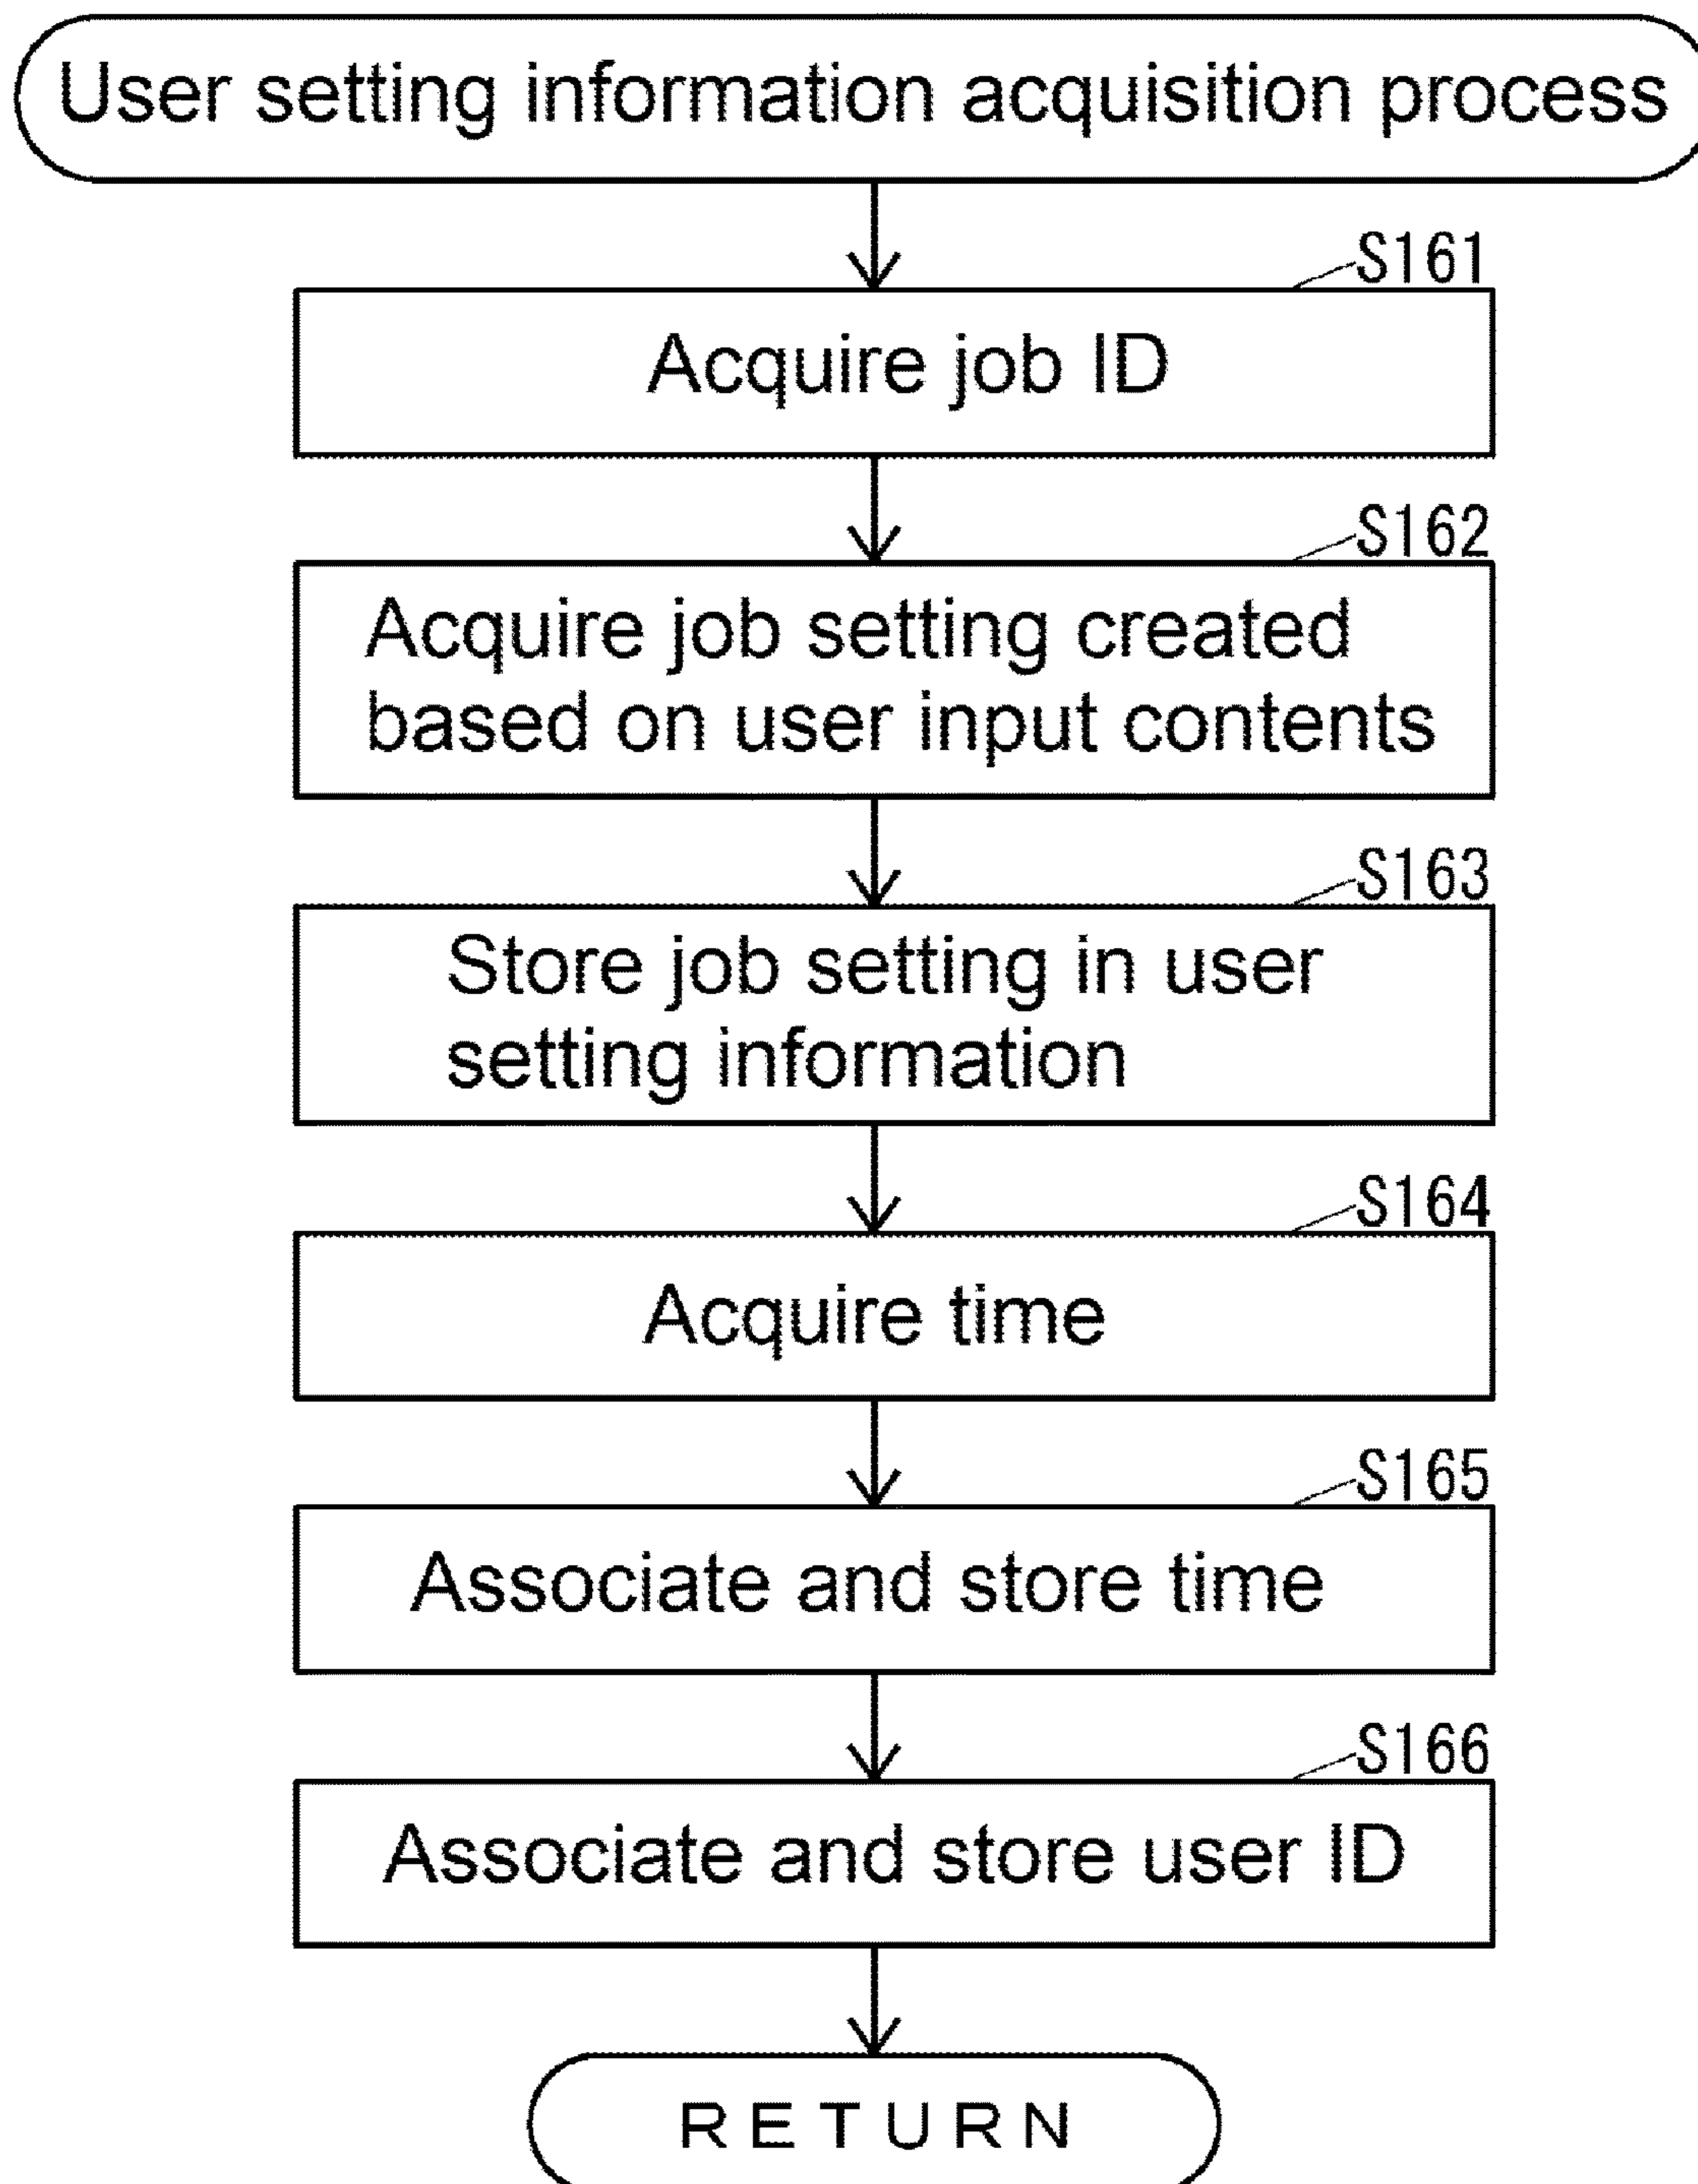 User setting information acquisition process
S161
Acquire job ID
S162
Acquire job setting created
based on user input contents
S163
Store job setting in user
setting information
S164
Acquire time
S165
Associate and store time
S166
Associate and store user ID
RETURN